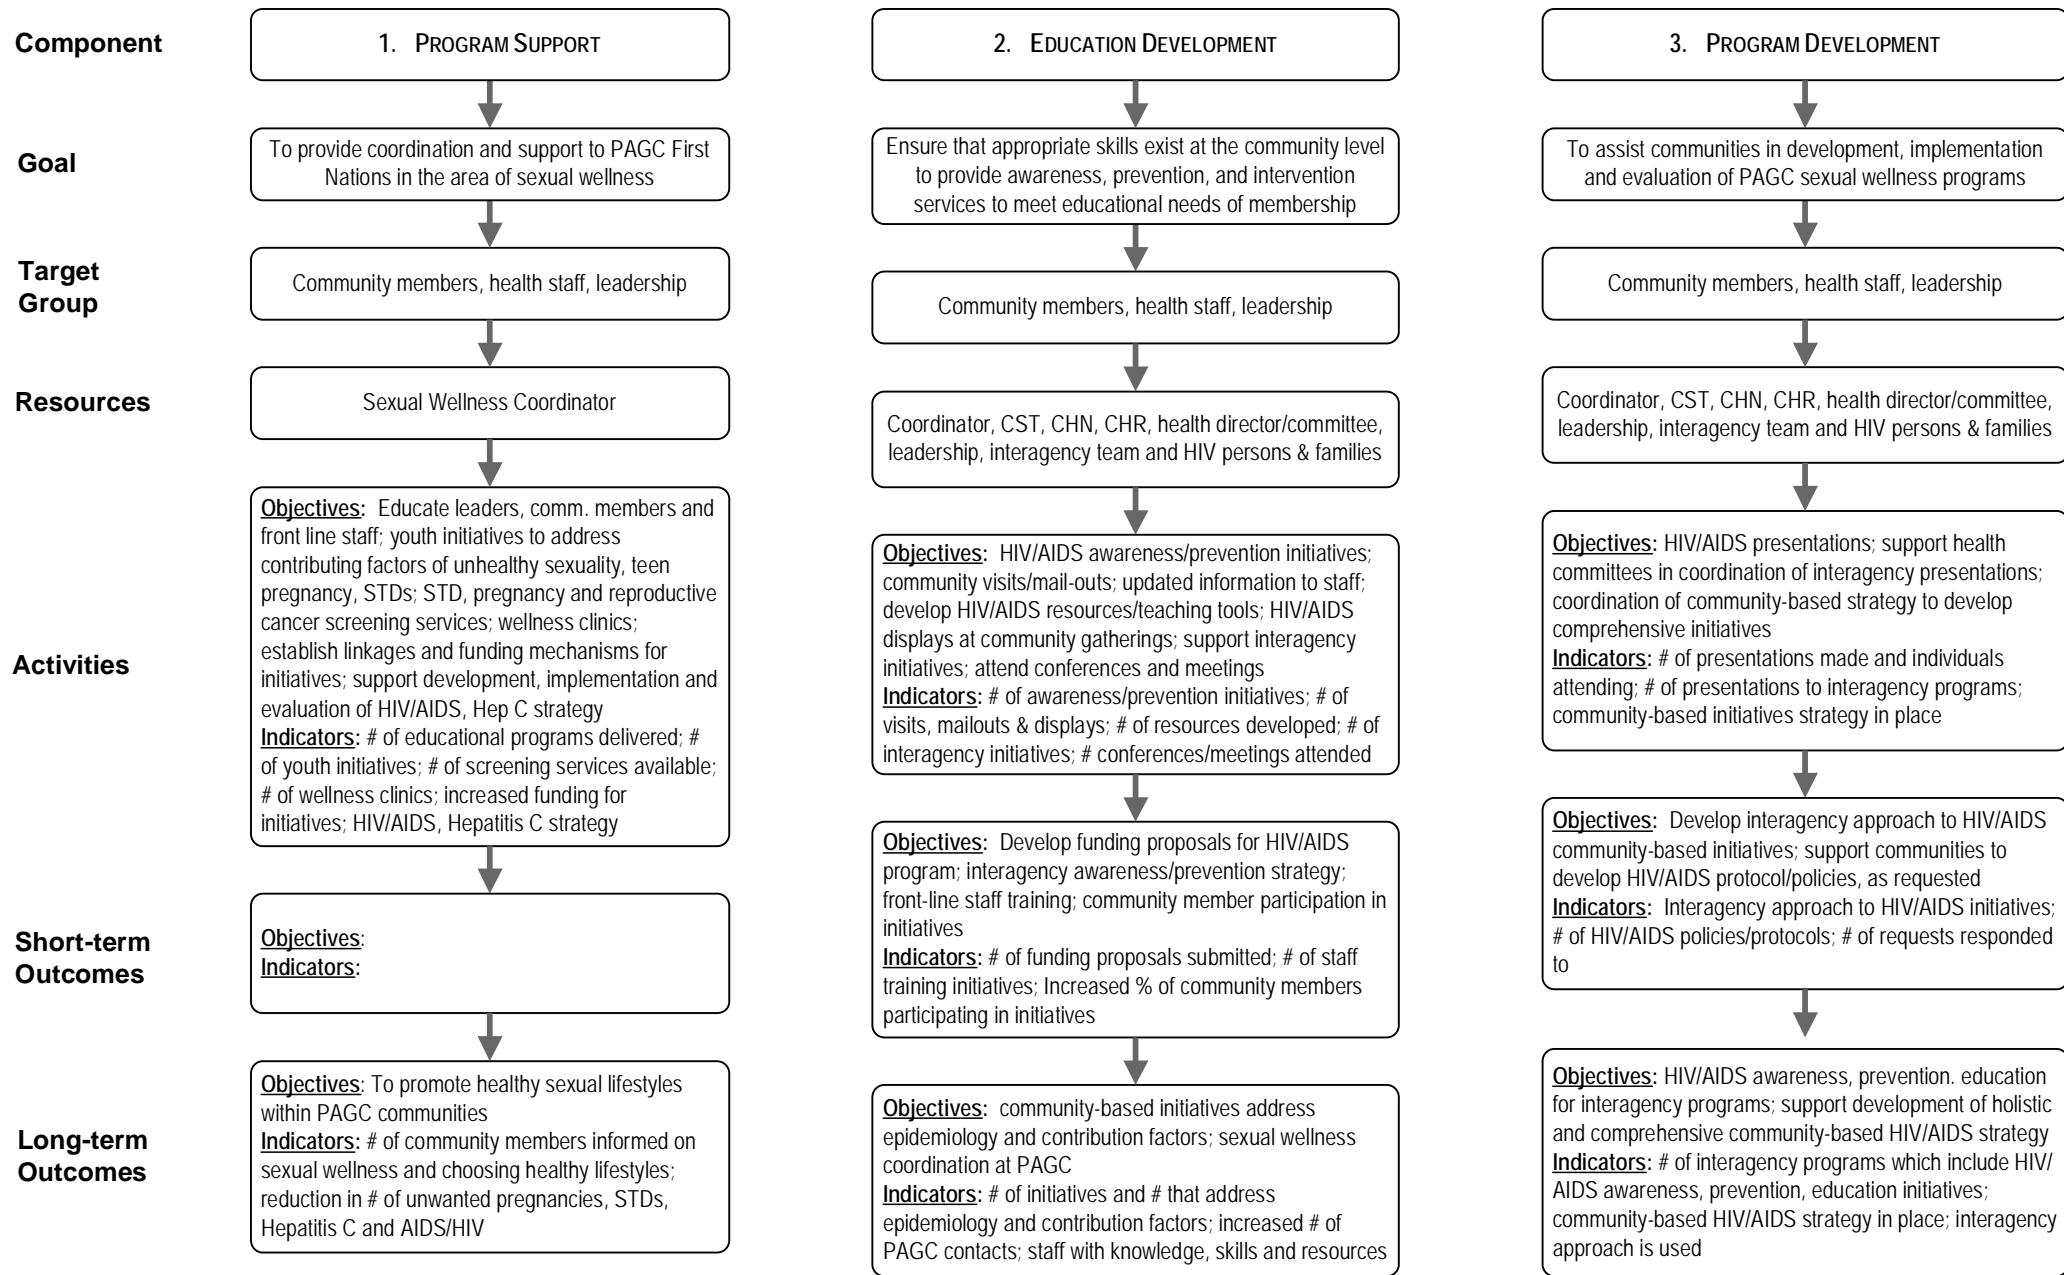 Component
1. PROGRAM SUPPORT
2. EDUCATION DEVELOPMENT
3. PROGRAM DEVELOPMENT
Goal
To provide coordination and support to PAGC First
Nations in the area of sexual wellness
Ensure that appropriate skills exist at the community level
to provide awareness, prevention, and intervention
services to meet educational needs of membership
To assist communities in development, implementation
and evaluation of PAGC sexual wellness programs
Target
Group
Community members, health staff, leadership
Community members, health staff, leadership
Community members, health staff, leadership
Resources
Sexual Wellness Coordinator
Coordinator, CST, CHN, CHR, health director/committee,
leadership, interagency team and HIV persons & families
Coordinator, CST, CHN, CHR, health director/committee,
leadership, interagency team and HIV persons & families
Activities
Objectives: Educate leaders, comm. members and
front line staff; youth initiatives to address
contributing factors of unhealthy sexuality, teen
pregnancy, STDs; STD, pregnancy and reproductive
cancer screening services; wellness clinics;
establish linkages and funding mechanisms for
initiatives; support development, implementation and
evaluation of HIV/AIDS, Hep C strategy
Indicators: # of educational programs delivered; #
of youth initiatives; # of screening services available;
# of wellness clinics; increased funding for
initiatives; HIV/AIDS, Hepatitis C strategy
Objectives: HIV/AIDS awareness/prevention initiatives;
community visits/mail-outs; updated information to staff;
develop HIV/AIDS resources/teaching tools; HIV/AIDS
displays at community gatherings; support interagency
initiatives; attend conferences and meetings
Indicators: # of awareness/prevention initiatives; # of
visits, mailouts & displays; # of resources developed; # of
interagency initiatives; # conferences/meetings attended
Objectives: HIV/AIDS presentations; support health
committees in coordination of interagency presentations;
coordination of community-based strategy to develop
comprehensive initiatives
Indicators: # of presentations made and individuals
attending; # of presentations to interagency programs;
community-based initiatives strategy in place
Short-term
Outcomes
Objectives:
Indicators:
Objectives: Develop funding proposals for HIV/AIDS
program; interagency awareness/prevention strategy;
front-line staff training; community member participation in
initiatives
Indicators: # of funding proposals submitted; # of staff
training initiatives; Increased % of community members
participating in initiatives
Objectives: Develop interagency approach to HIV/AIDS
community-based initiatives; support communities to
develop HIV/AIDS protocol/policies, as requested
Indicators: Interagency approach to HIV/AIDS initiatives;
# of HIV/AIDS policies/protocols; # of requests responded
to
Long-term
Outcomes
Objectives: To promote healthy sexual lifestyles
within PAGC communities
Indicators: # of community members informed on
sexual wellness and choosing healthy lifestyles;
reduction in # of unwanted pregnancies, STDs,
Hepatitis C and AIDS/HIV
Objectives: community-based initiatives address
epidemiology and contribution factors; sexual wellness
coordination at PAGC
Indicators: # of initiatives and # that address
epidemiology and contribution factors; increased # of
PAGC contacts; staff with knowledge, skills and resources
Objectives: HIV/AIDS awareness, prevention. education
for interagency programs; support development of holistic
and comprehensive community-based HIV/AIDS strategy
Indicators: # of interagency programs which include HIV/
AIDS awareness, prevention, education initiatives;
community-based HIV/AIDS strategy in place; interagency
approach is used